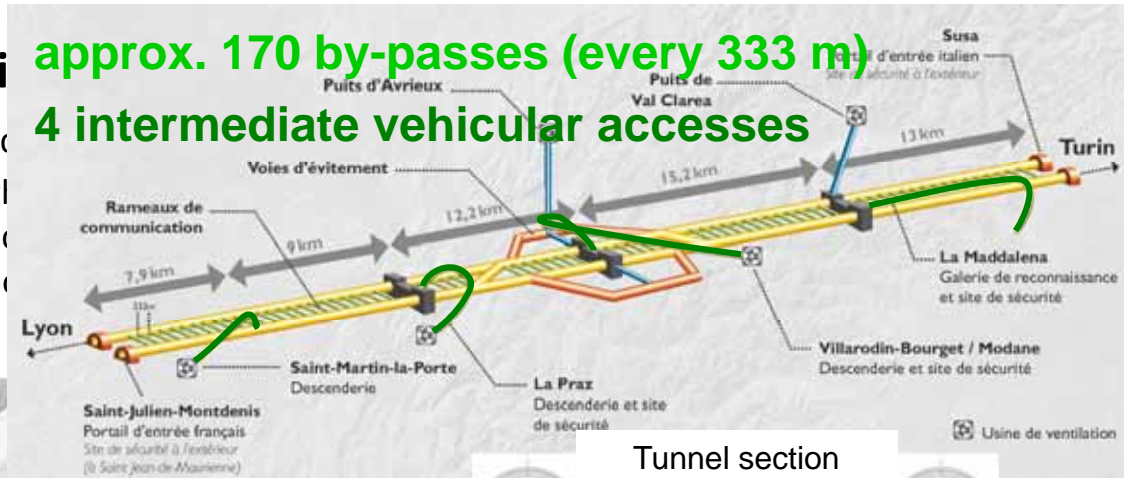 approx. 170 by-passes (every 333 m)
4 intermediate vehicular accesses
Susa
Portail d'entrée italien
Site de sécurité à l'extérieur
Puits d'Avrieux
Puits de
Val Clarea
Voies d'évitement
Rameaux de
communication
7,9 km
9 km
12,2 km
15,2 km
13 km
Turin
Lyon
La Maddalena
Galerie de reconnaissance
et site de sécurité
Villarodin-Bourget / Modane
Descenderie et site de sécurité
Saint-Martin-la-Porte
Descenderie
La Praz
Descenderie et site
de sécurité
Saint-Julien-Montdenis
Portail d'entrée français
Site de sécurité à l'extérieur
(à Saint Jean de Maurienne)
Usine de ventilation
Tunnel section